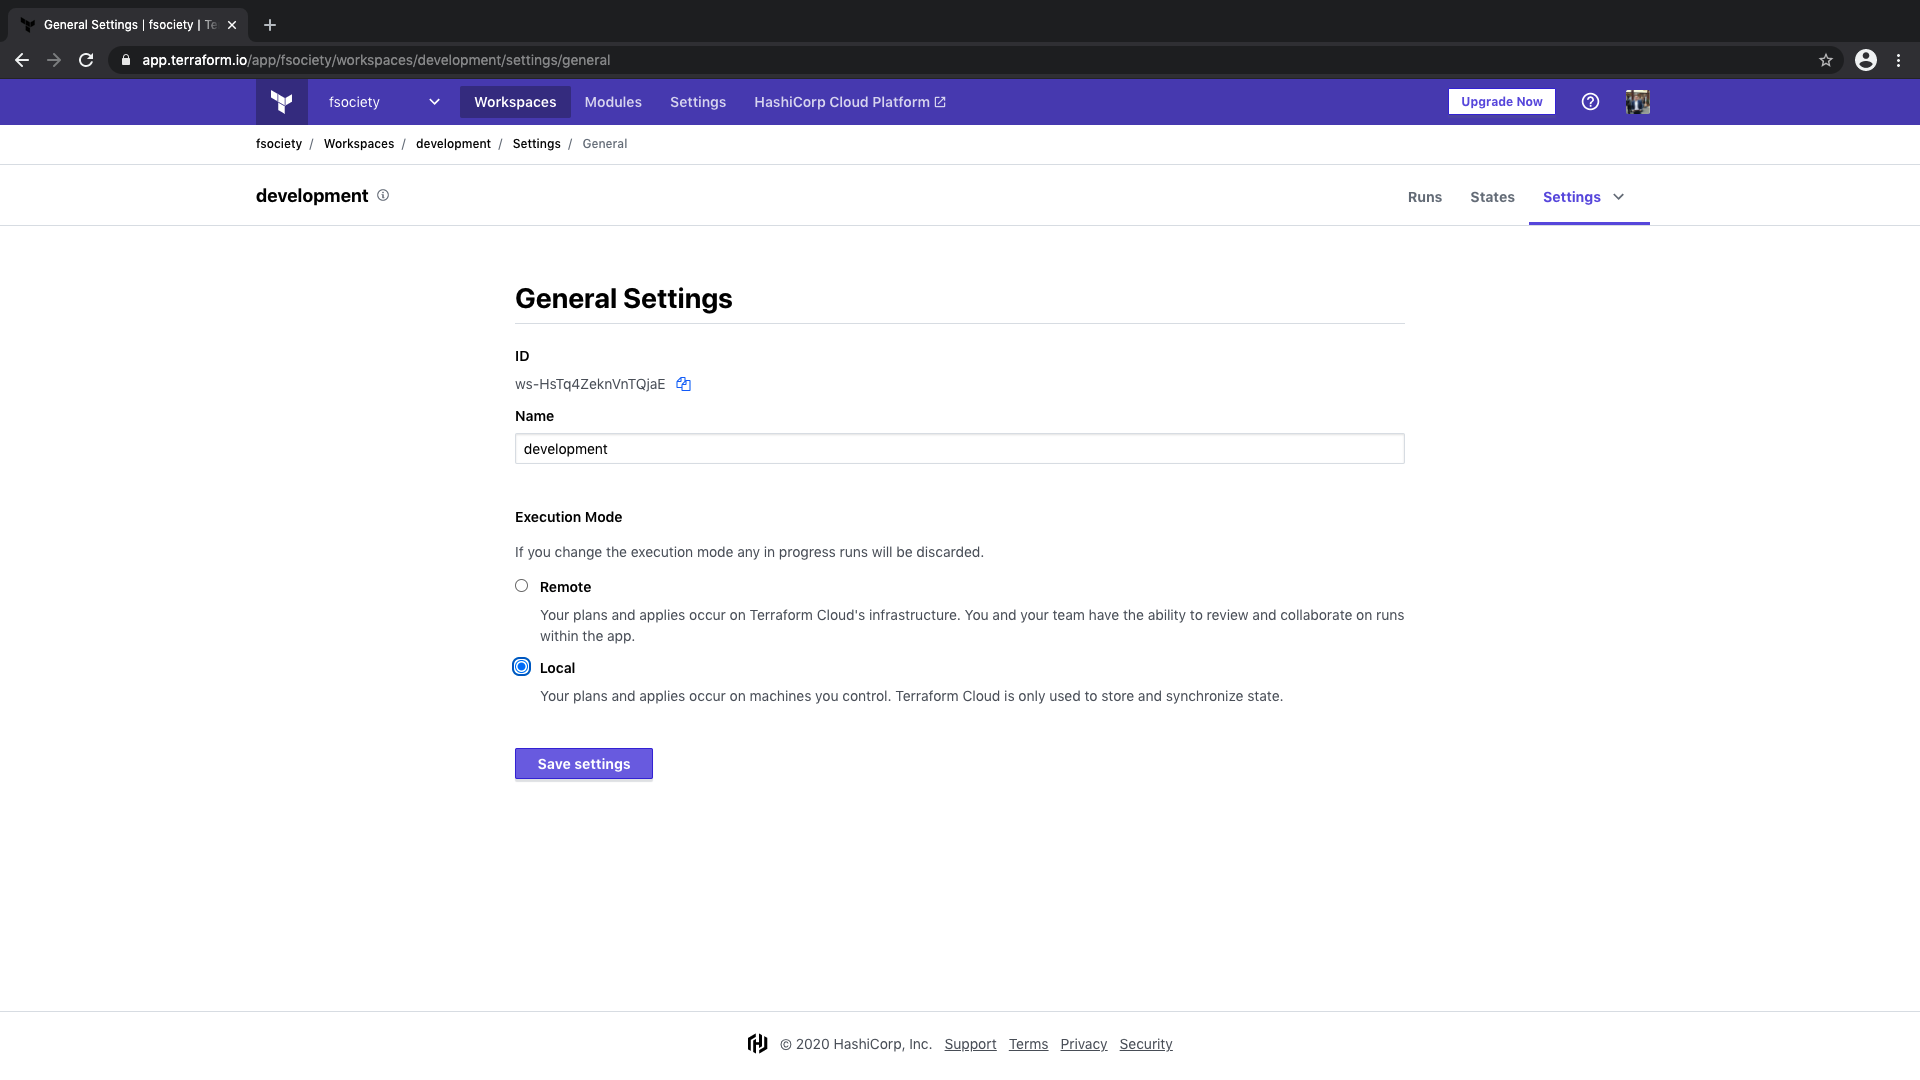 General Settings | fsociety | Te
app.terraform.io/app/fsociety/workspaces/development/settings/general
fsociety Workspaces Modules Settings HashiCorp Cloud Platform Upgrade Now
fsociety / Workspaces / development / Settings / General
development Runs States Settings
General Settings
ID
ws-HsTq4ZeknVnTQjaE
Name
development
Execution Mode
If you change the execution mode any in progress runs will be discarded.
Remote
Your plans and applies occur on Terraform Cloud's infrastructure. You and your team have the ability to review and collaborate on runs
within the app.
Local
Your plans and applies occur on machines you control. Terraform Cloud is only used to store and synchronize state.
Save settings
© 2020 HashiCorp, Inc. Support Terms Privacy Security